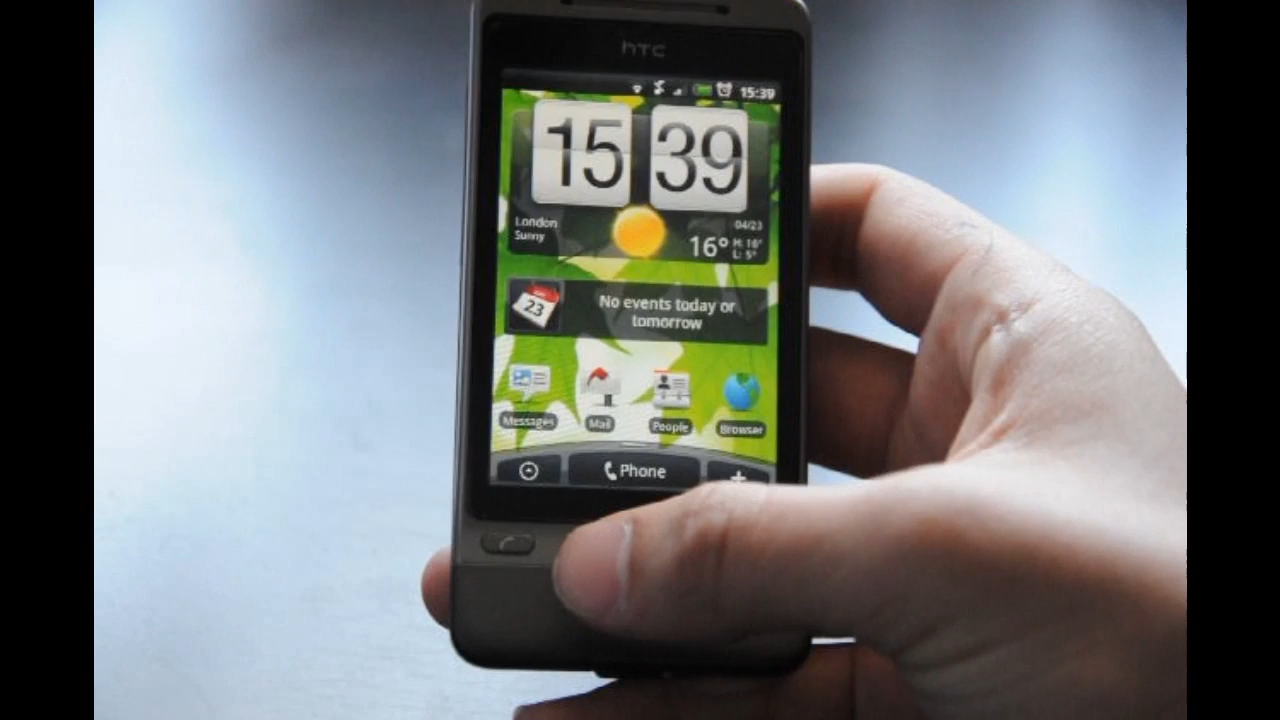 hTC
15:39
15 39
London
Sunny
04/23
16° H: 16°
L: 5°
23
No events today or
tomorrow
Messages Mail People Browser
Phone